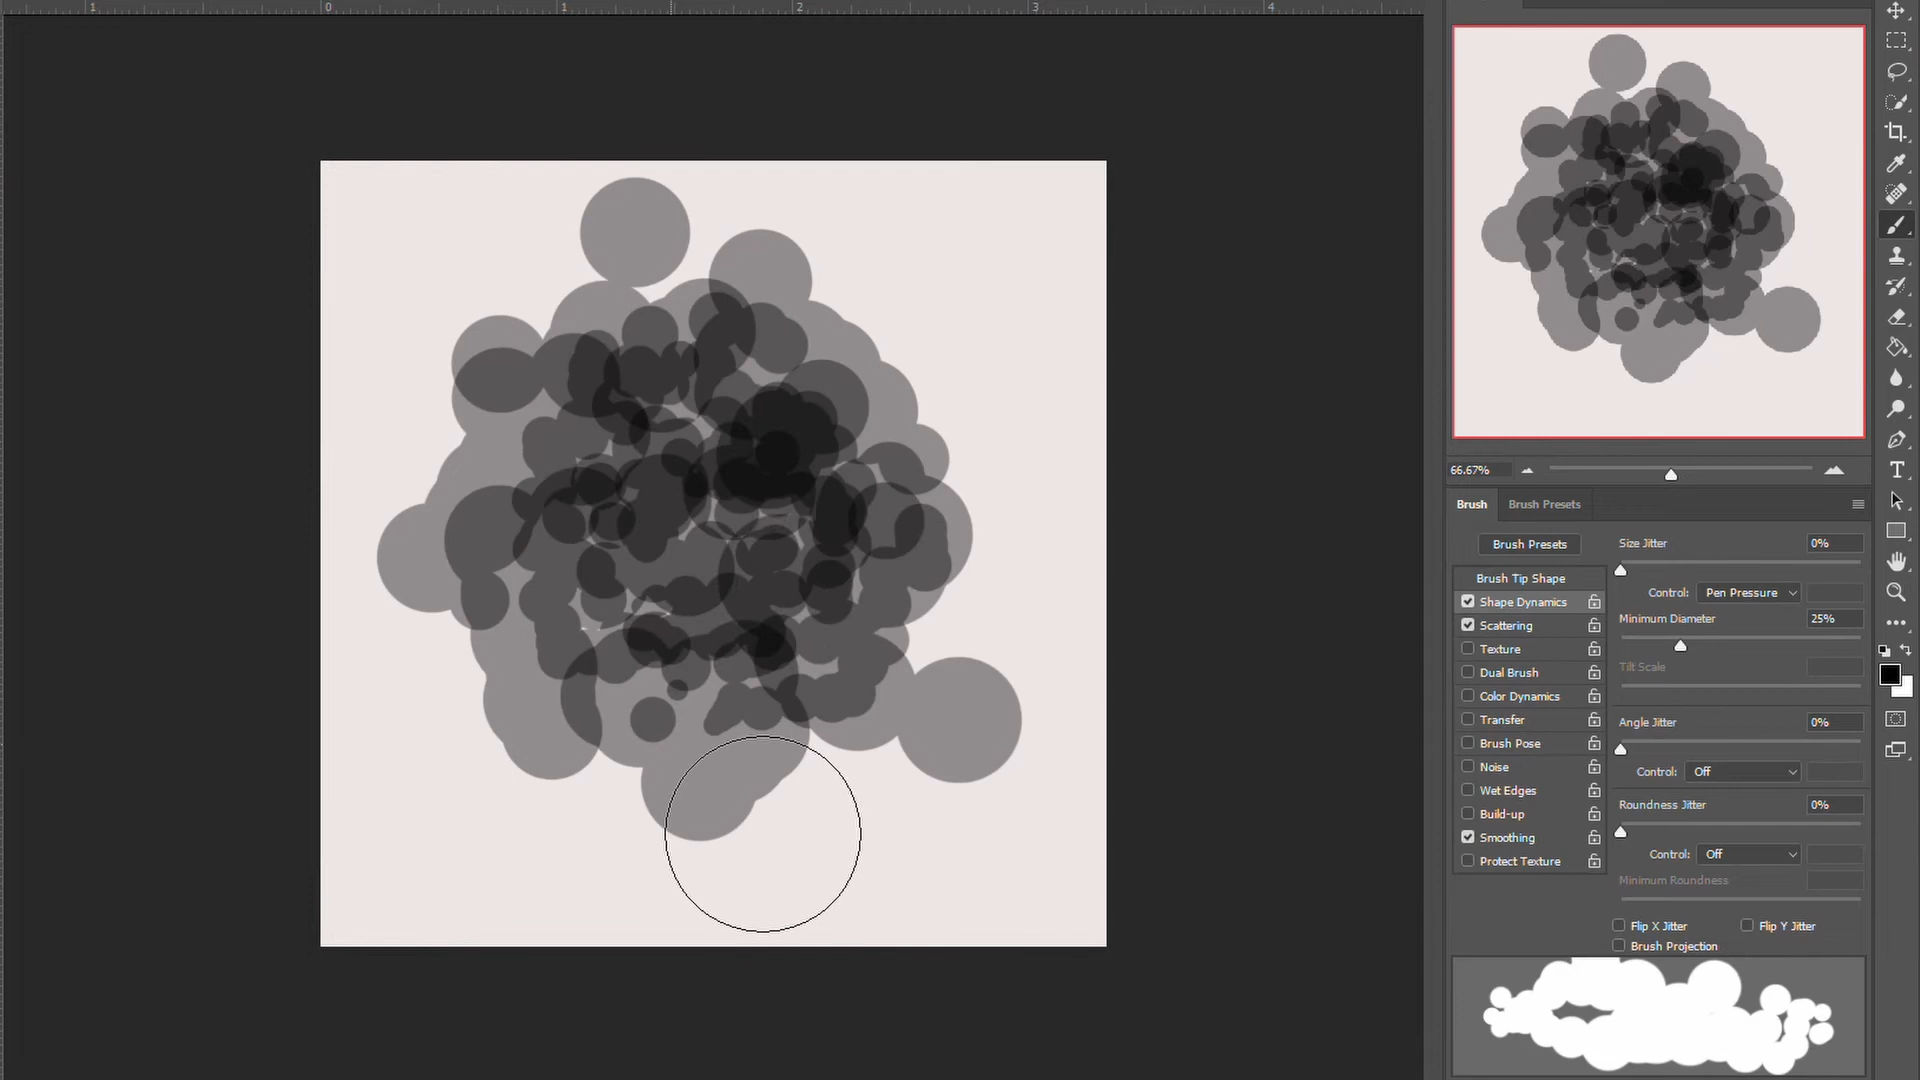 1 0 1 2 3 4
66.67%
Brush Brush Presets
Brush Presets
Size Jitter 0%
Brush Tip Shape
Control: Pen Pressure
Shape Dynamics
Minimum Diameter 25%
Scattering
Texture
Tilt Scale
Dual Brush
Color Dynamics
Transfer
Angle Jitter 0%
Brush Pose
Noise
Control: Off
Wet Edges
Roundness Jitter 0%
Build-up
Smoothing
Control: Off
Protect Texture
Minimum Roundness
Flip X Jitter Flip Y Jitter
Brush Projection